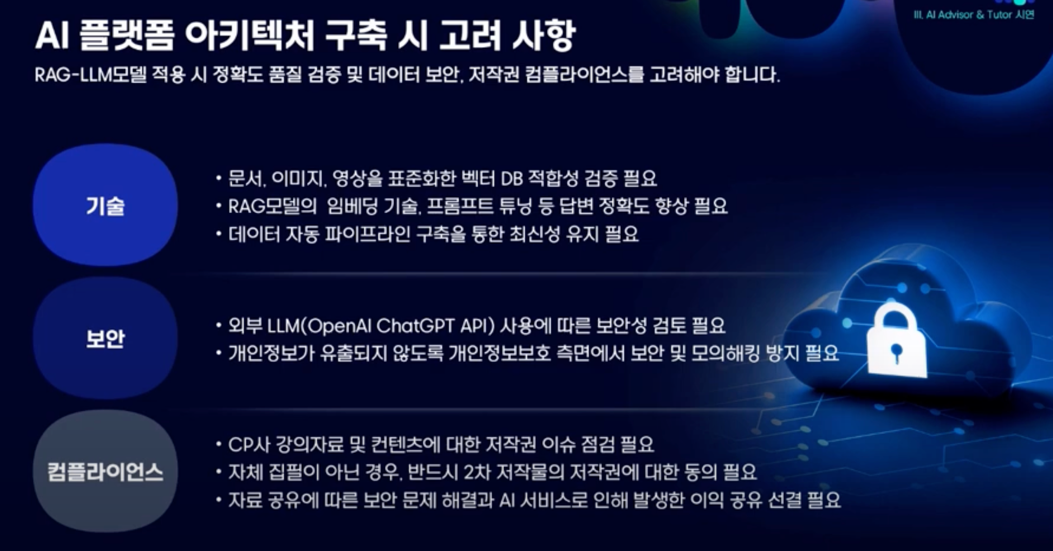 III. AI Advisor & Tutor 시연
AI 플랫폼 아키텍처 구축 시 고려 사항
RAG-LLM모델 적용 시 정확도 품질 검증 및 데이터 보안, 저작권 컴플라이언스를 고려해야 합니다.
기술
• 문서, 이미지, 영상을 표준화한 벡터 DB 적합성 검증 필요
• RAG모델의 임베딩 기술, 프롬프트 튜닝 등 답변 정확도 향상 필요
• 데이터 자동 파이프라인 구축을 통한 최신성 유지 필요
보안
• 외부 LLM(OpenAI ChatGPT API) 사용에 따른 보안성 검토 필요
• 개인정보가 유출되지 않도록 개인정보보호 측면에서 보안 및 모의해킹 방지 필요
컴플라이언스
• CP사 강의자료 및 컨텐츠에 대한 저작권 이슈 점검 필요
• 자체 집필이 아닌 경우, 반드시 2차 저작물의 저작권에 대한 동의 필요
• 자료 공유에 따른 보안 문제 해결과 AI 서비스로 인해 발생한 이익 공유 선결 필요